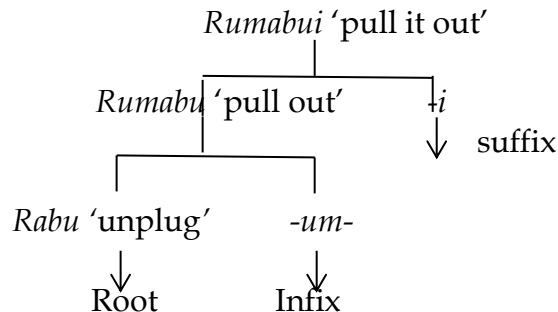 Rumabui ‘pull it out’
Rumabu ‘pull out’ -i
suffix
Rabu ‘unplug’ -um-
Root Infix